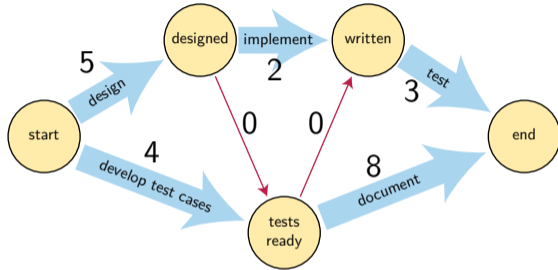 designed
implement
written
5
design
2
3
test
start
0
0
end
4
develop test cases
8
document
tests
ready